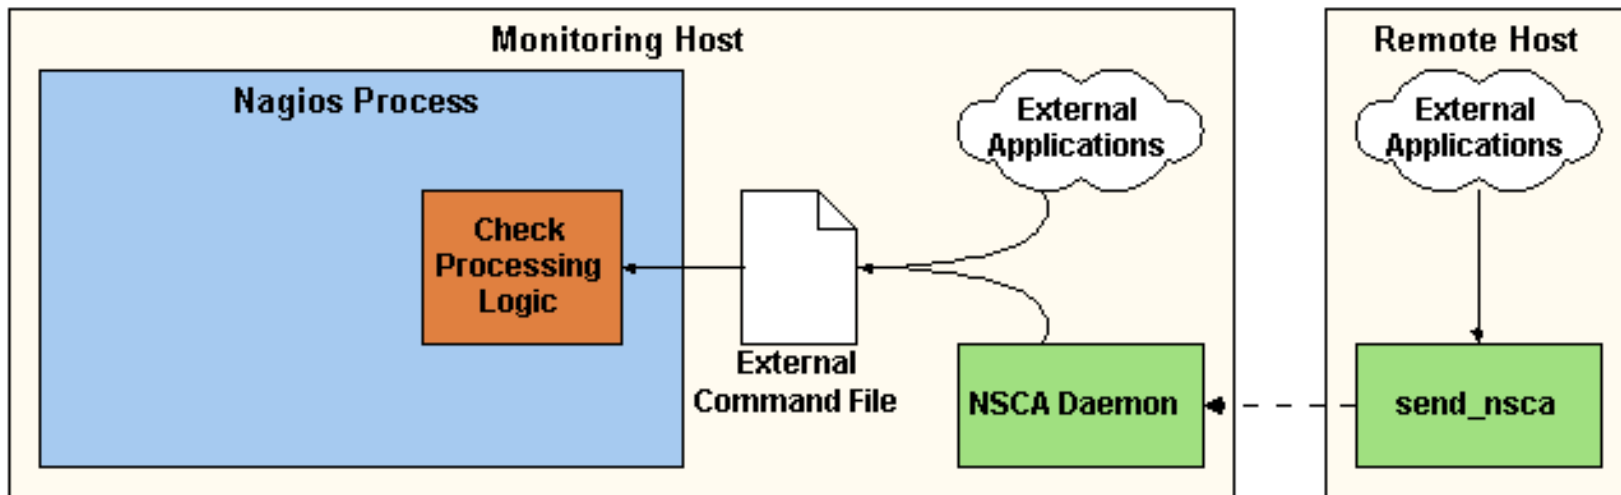 Monitoring Host
Remote Host
Nagios Process
External
Applications
External
Applications
Check
Processing
Logic
External
Command File
NSCA Daemon
send_nsca